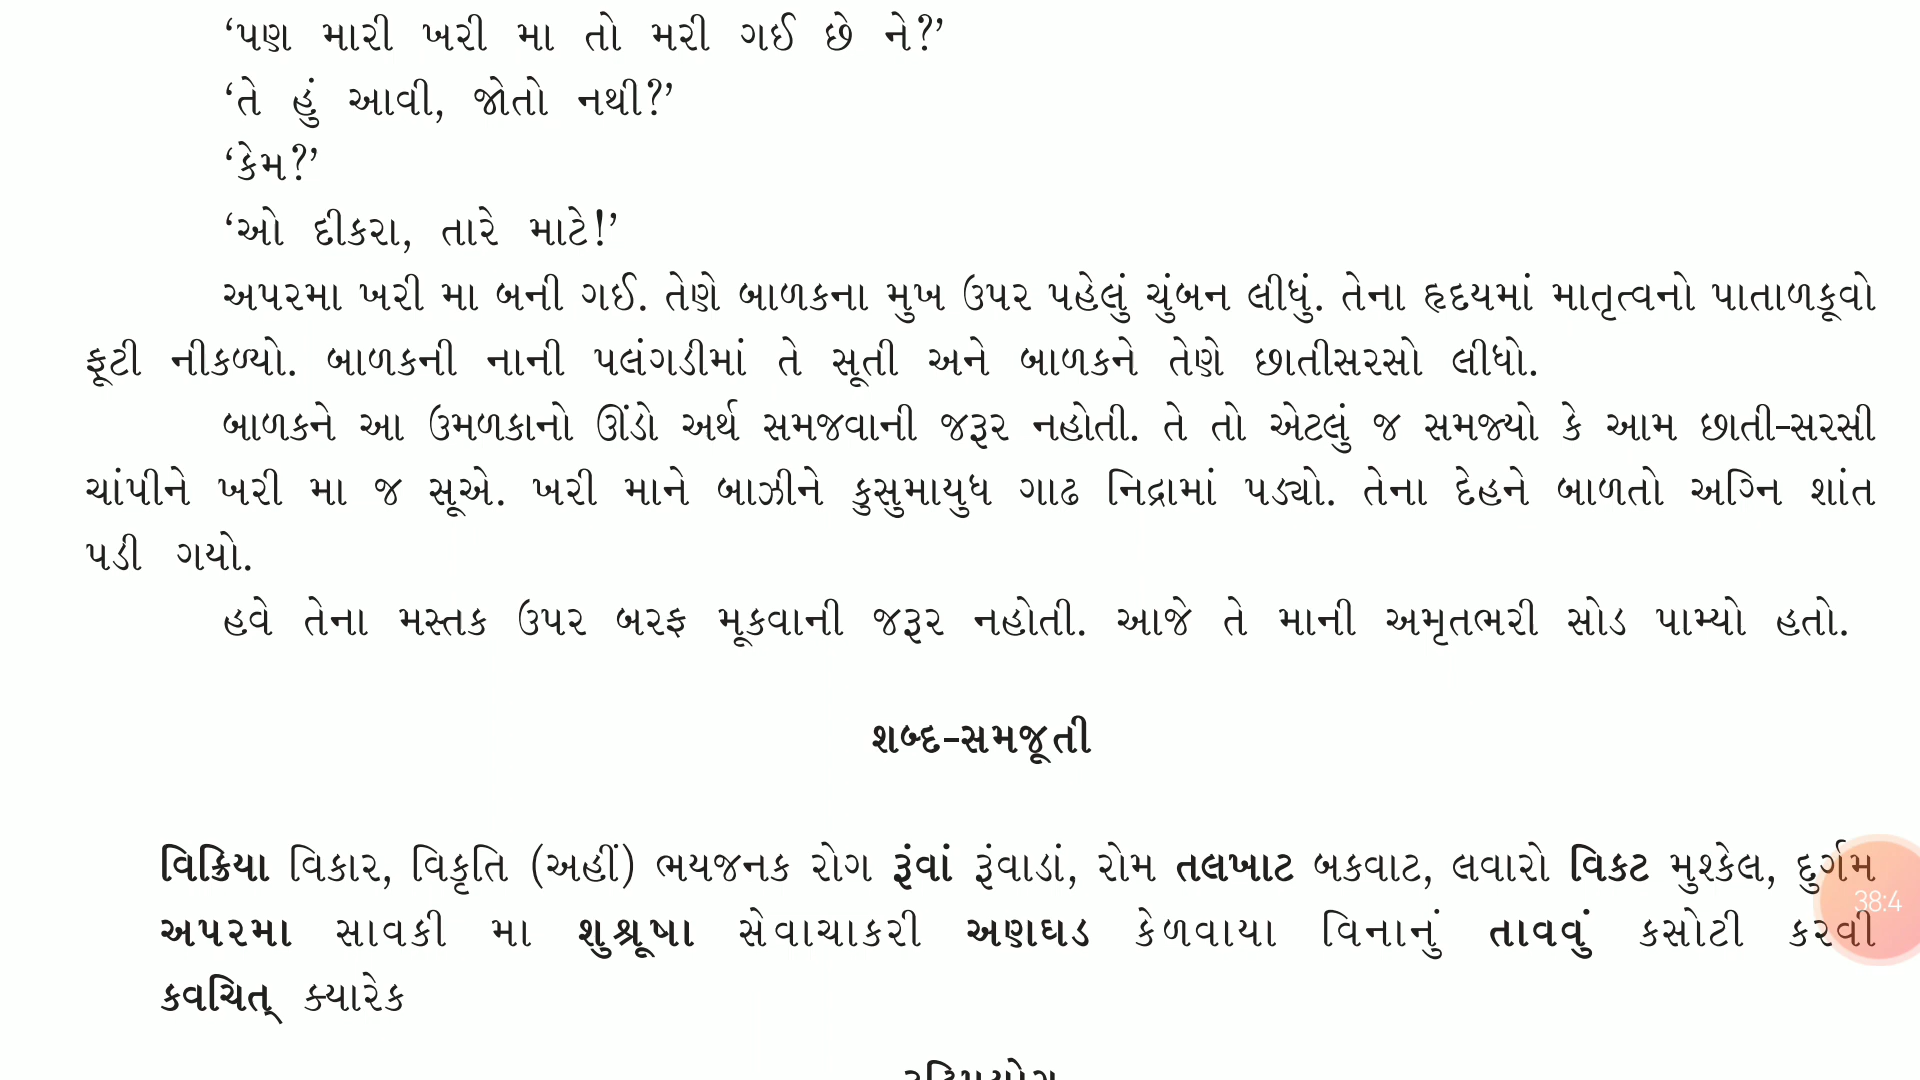 ‘પણ મારી ખરી મા તો મરી ગઈ છે ને?’
‘તે હું આવી, જોતો નથી?’
‘કેમ?’
‘ઓ દીકરા, તારે માટે!’
અપરમા ખરી મા બની ગઈ. તેણે બાળકના મુખ ઉપર પહેલું ચુંબન લીધું. તેના હૃદયમાં માતૃત્વનો પાતાળકૂવો
ફૂટી નીકળ્યો. બાળકની નાની પલંગડીમાં તે સૂતી અને બાળકને તેણે છાતીસરસો લીધો.
બાળકને આ ઉમળકાનો ઊંડો અર્થ સમજવાની જરૂર નહોતી. તે તો એટલું જ સમજ્યો કે આમ છાતી-સરસી
ચાંપીને ખરી મા જ સૂએ. ખરી માને બાઝીને કુસુમાયુધ ગાઢ નિદ્રામાં પડ્યો. તેના દેહને બાળતો અગ્નિ શાંત
પડી ગયો.
હવે તેના મસ્તક ઉપર બરફ મૂકવાની જરૂર નહોતી. આજે તે માની અમૃતભરી સોડ પામ્યો હતો.
શબ્દ-સમજૂતી
વિક્રિયા વિકાર, વિકૃતિ (અહીં) ભયજનક રોગ રૂંવાં રૂંવાડાં, રોમ તલખાટ બકવાટ, લવારો વિકટ મુશ્કેલ, દુર્ગમ
અપરમા સાવકી મા શુશ્રૂષા સેવાચાકરી અણઘડ કેળવાયા વિનાનું તાવવું કસોટી કરવી
કવચિત્ ક્યારેક
38:4